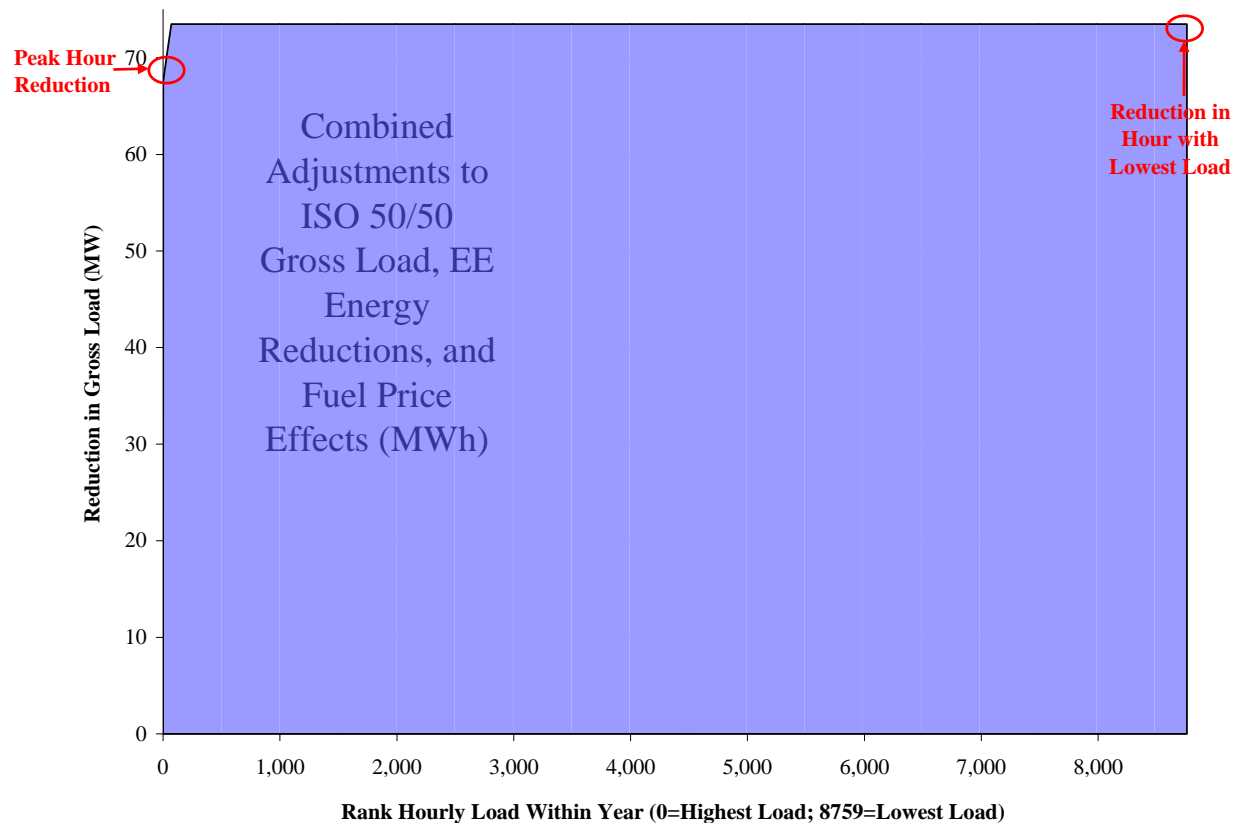 Peak Hour
Reduction
Combined
Adjustments to
ISO 50/50
Gross Load, EE
Energy
Reductions, and
Fuel Price
Effects (MWh)
Reduction in
Hour with
Lowest Load
Reduction in Gross Load (MW)
70
60
50
40
30
20
10
0
0 1,000 2,000 3,000 4,000 5,000 6,000 7,000 8,000
Rank Hourly Load Within Year (0=Highest Load; 8759=Lowest Load)